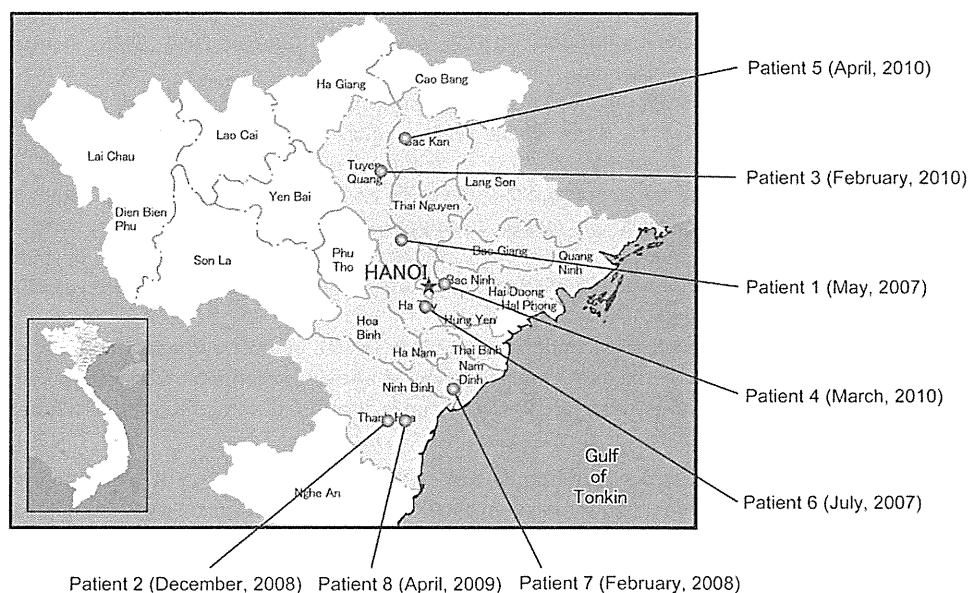 Ha Giang
Cao Bang
Patient 5 (April, 2010)
Lao Cai
Bac Kan
Lai Chau
Tuyen
Quang
Patient 3 (February, 2010)
Lang Son
Yen Bai
Thai Nguyen
Dien Bien
Phu
Son La
Phu
Tho
Bac Giang
Quang
Ninh
HANOI
Bac Ninh
Patient 1 (May, 2007)
Hai Duong
Hai Phong
Ha Tay
Hung Yen
Hoa
Binh
Ha Nam
Thai Binh
Nam
Dinh
Ninh Binh
Patient 4 (March, 2010)
Thanh Hoa
Gulf
of
Tonkin
Nghe An
Patient 6 (July, 2007)
Patient 2 (December, 2008) Patient 8 (April, 2009) Patient 7 (February, 2008)